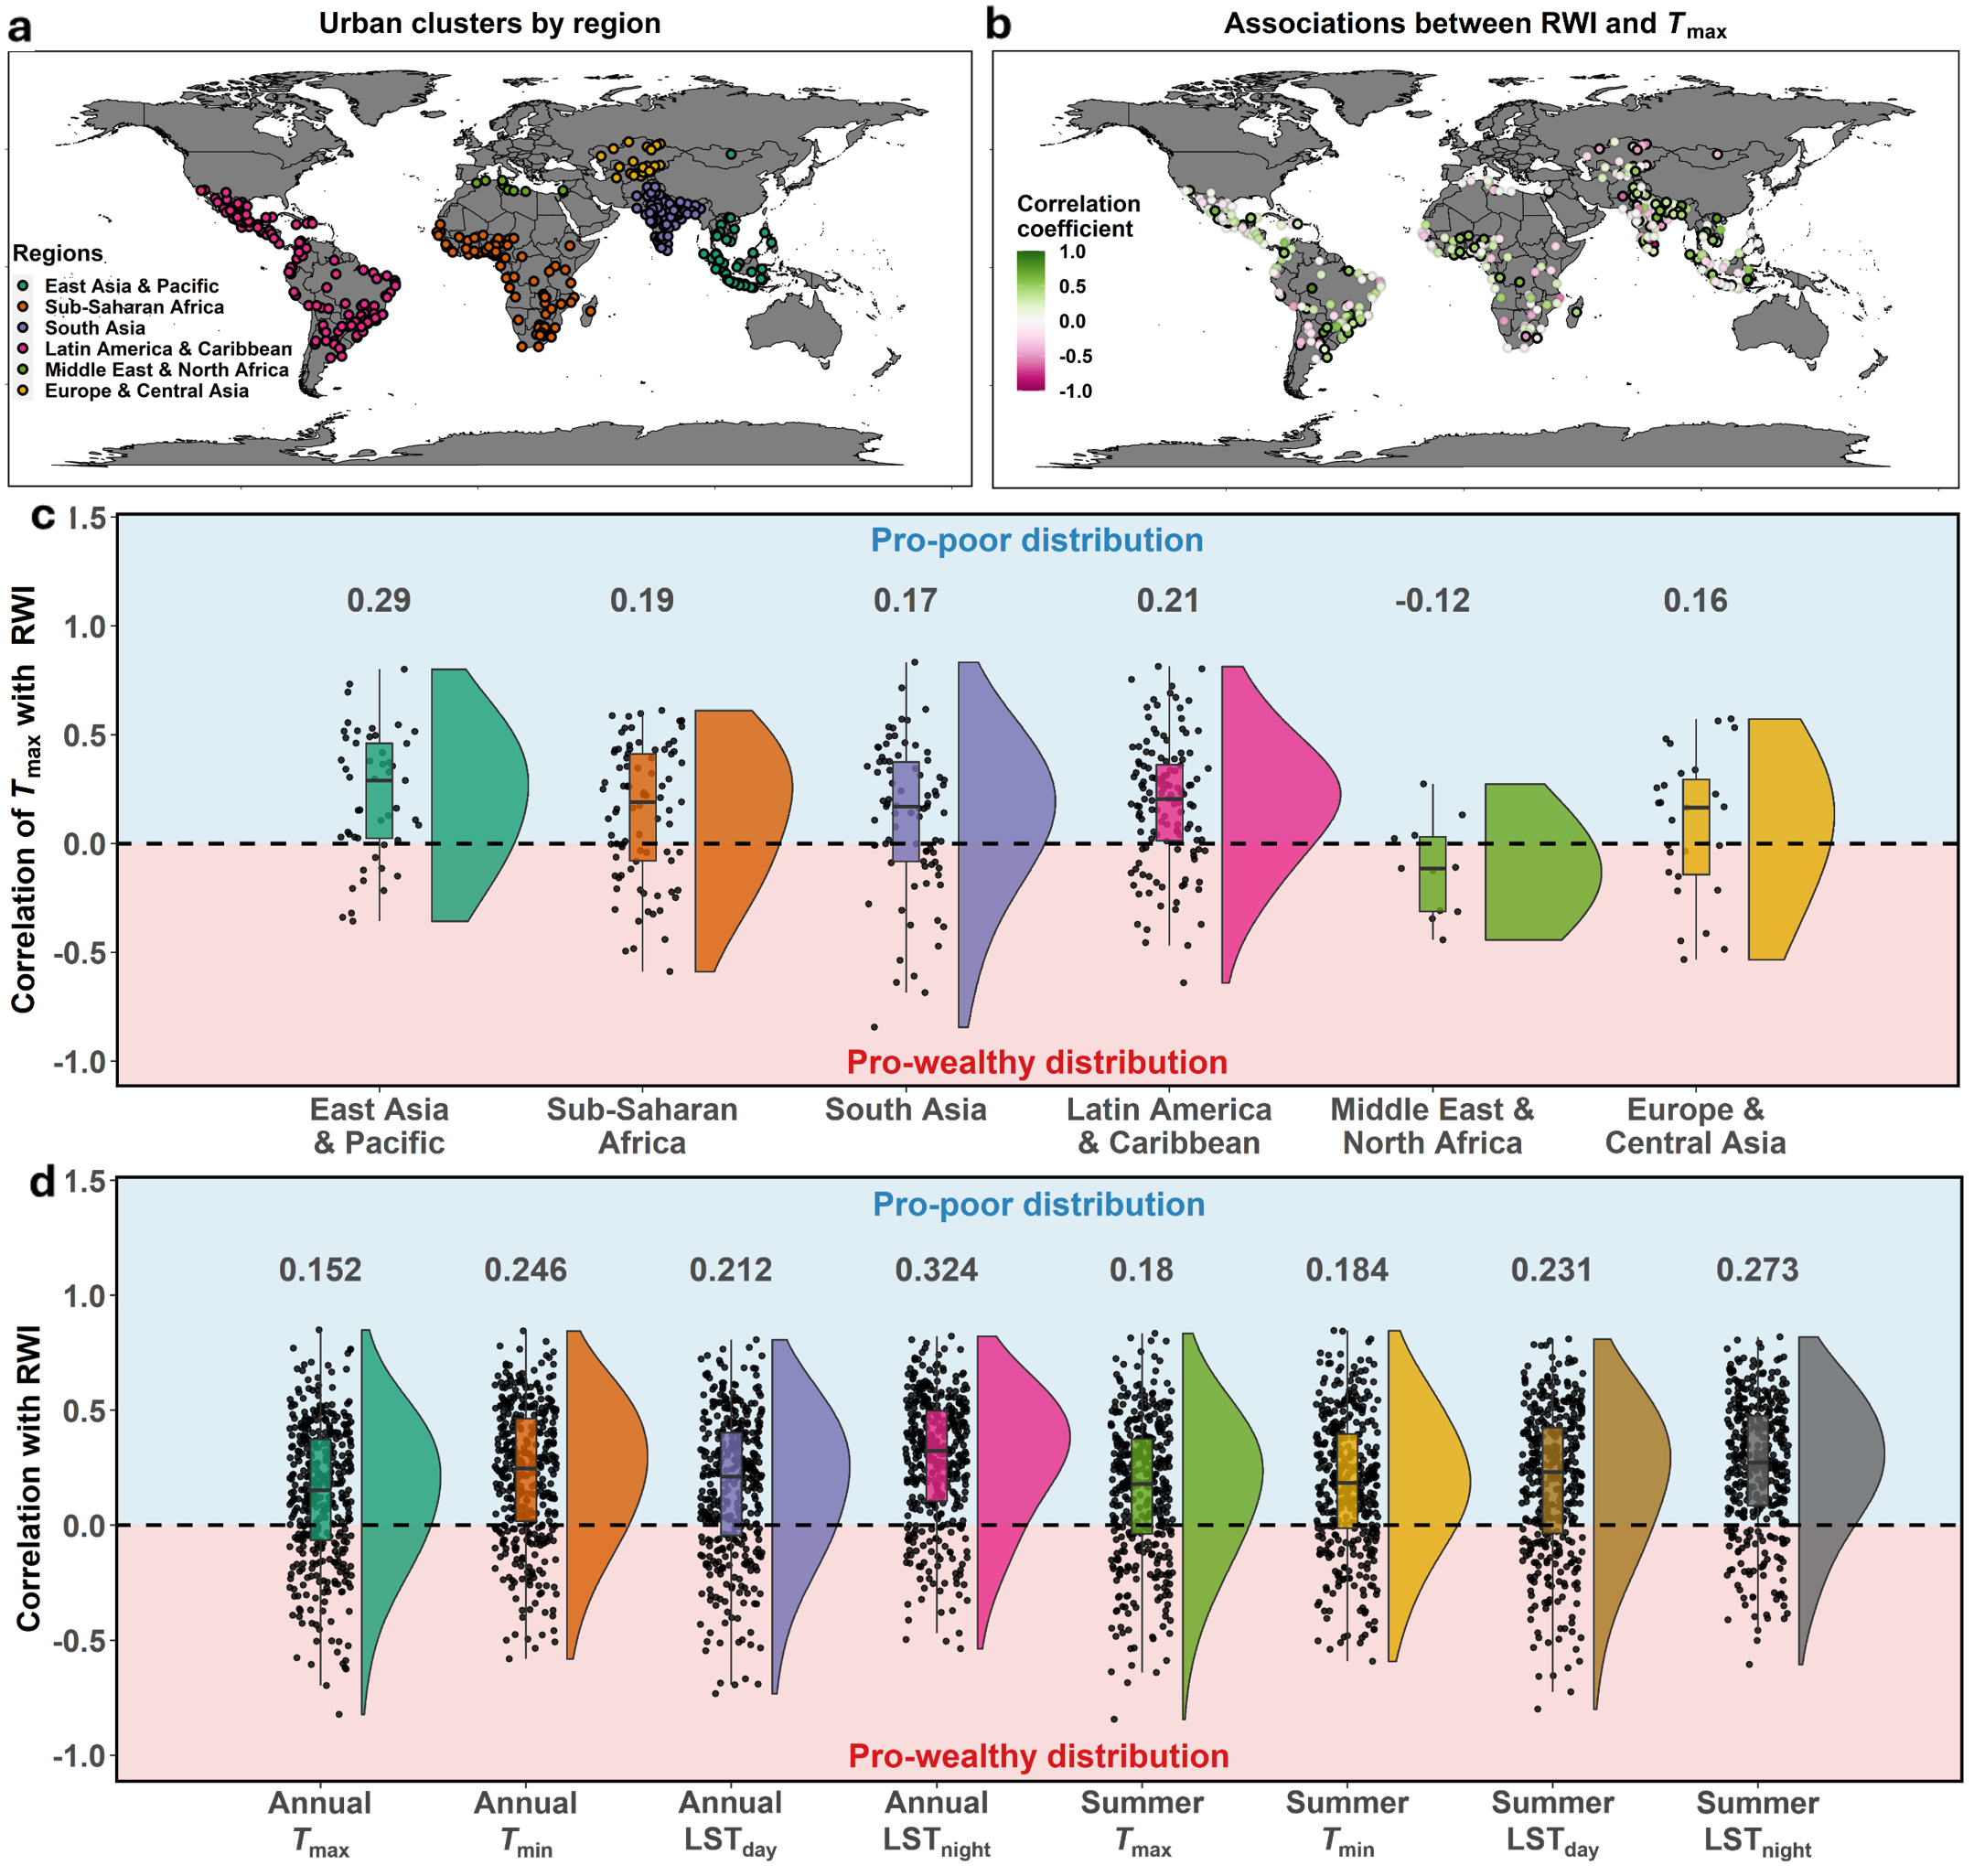 a
Urban clusters by region
Regions
East Asia & Pacific
Sub-Saharan Africa
South Asia
Latin America & Caribbean
Middle East & North Africa
Europe & Central Asia
b
Associations between RWI and Tmax
Correlation
coefficient
1.0
0.5
0.0
-0.5
-1.0
c
Correlation of Tmax with RWI
1.5
1.0
0.5
0.0
-0.5
-1.0
Pro-poor distribution
0.29 0.19 0.17 0.21 -0.12 0.16
Pro-wealthy distribution
East Asia
& Pacific
Sub-Saharan
Africa
South Asia
Latin America
& Caribbean
Middle East &
North Africa
Europe &
Central Asia
d
Correlation with RWI
1.5
1.0
0.5
0.0
-0.5
-1.0
Pro-poor distribution
0.152 0.246 0.212 0.324 0.18 0.184 0.231 0.273
Pro-wealthy distribution
Annual
Tmax
Annual
Tmin
Annual
LSTday
Annual
LSTnight
Summer
Tmax
Summer
Tmin
Summer
LSTday
Summer
LSTnight